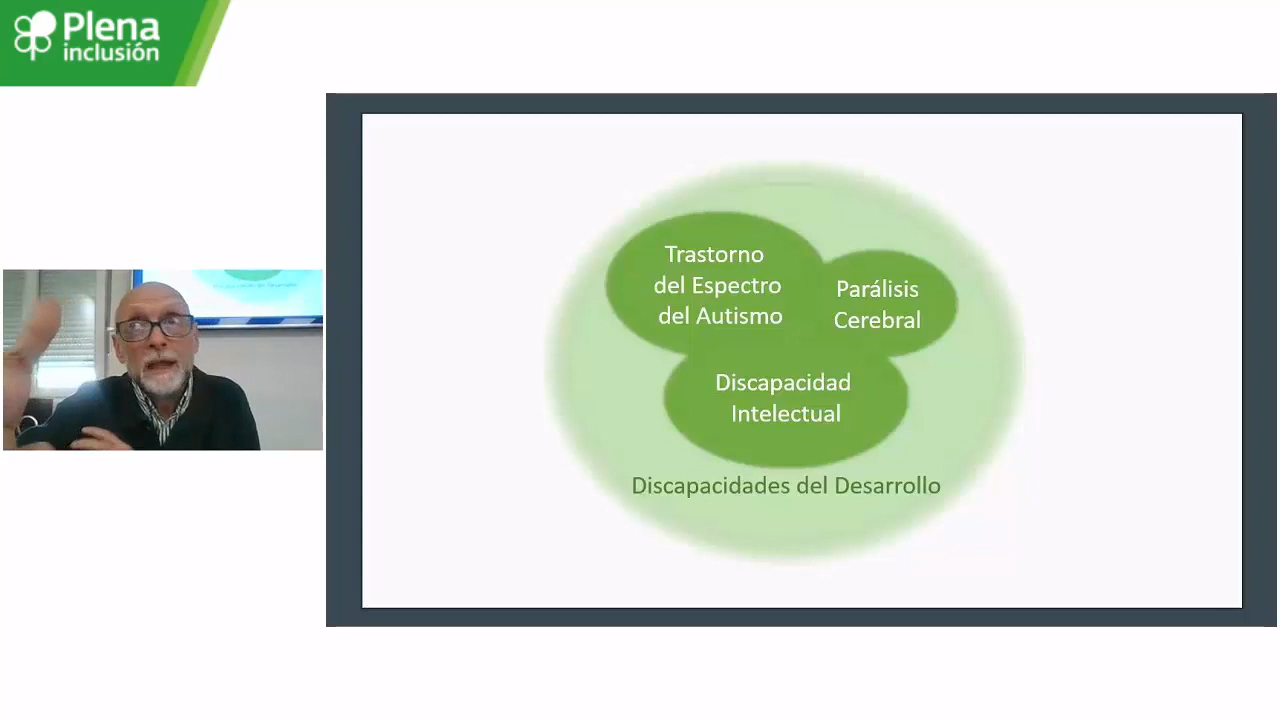 Plena
inclusión
Trastorno
del Espectro
del Autismo
Parálisis
Cerebral
Discapacidad
Intelectual
Discapacidades del Desarrollo